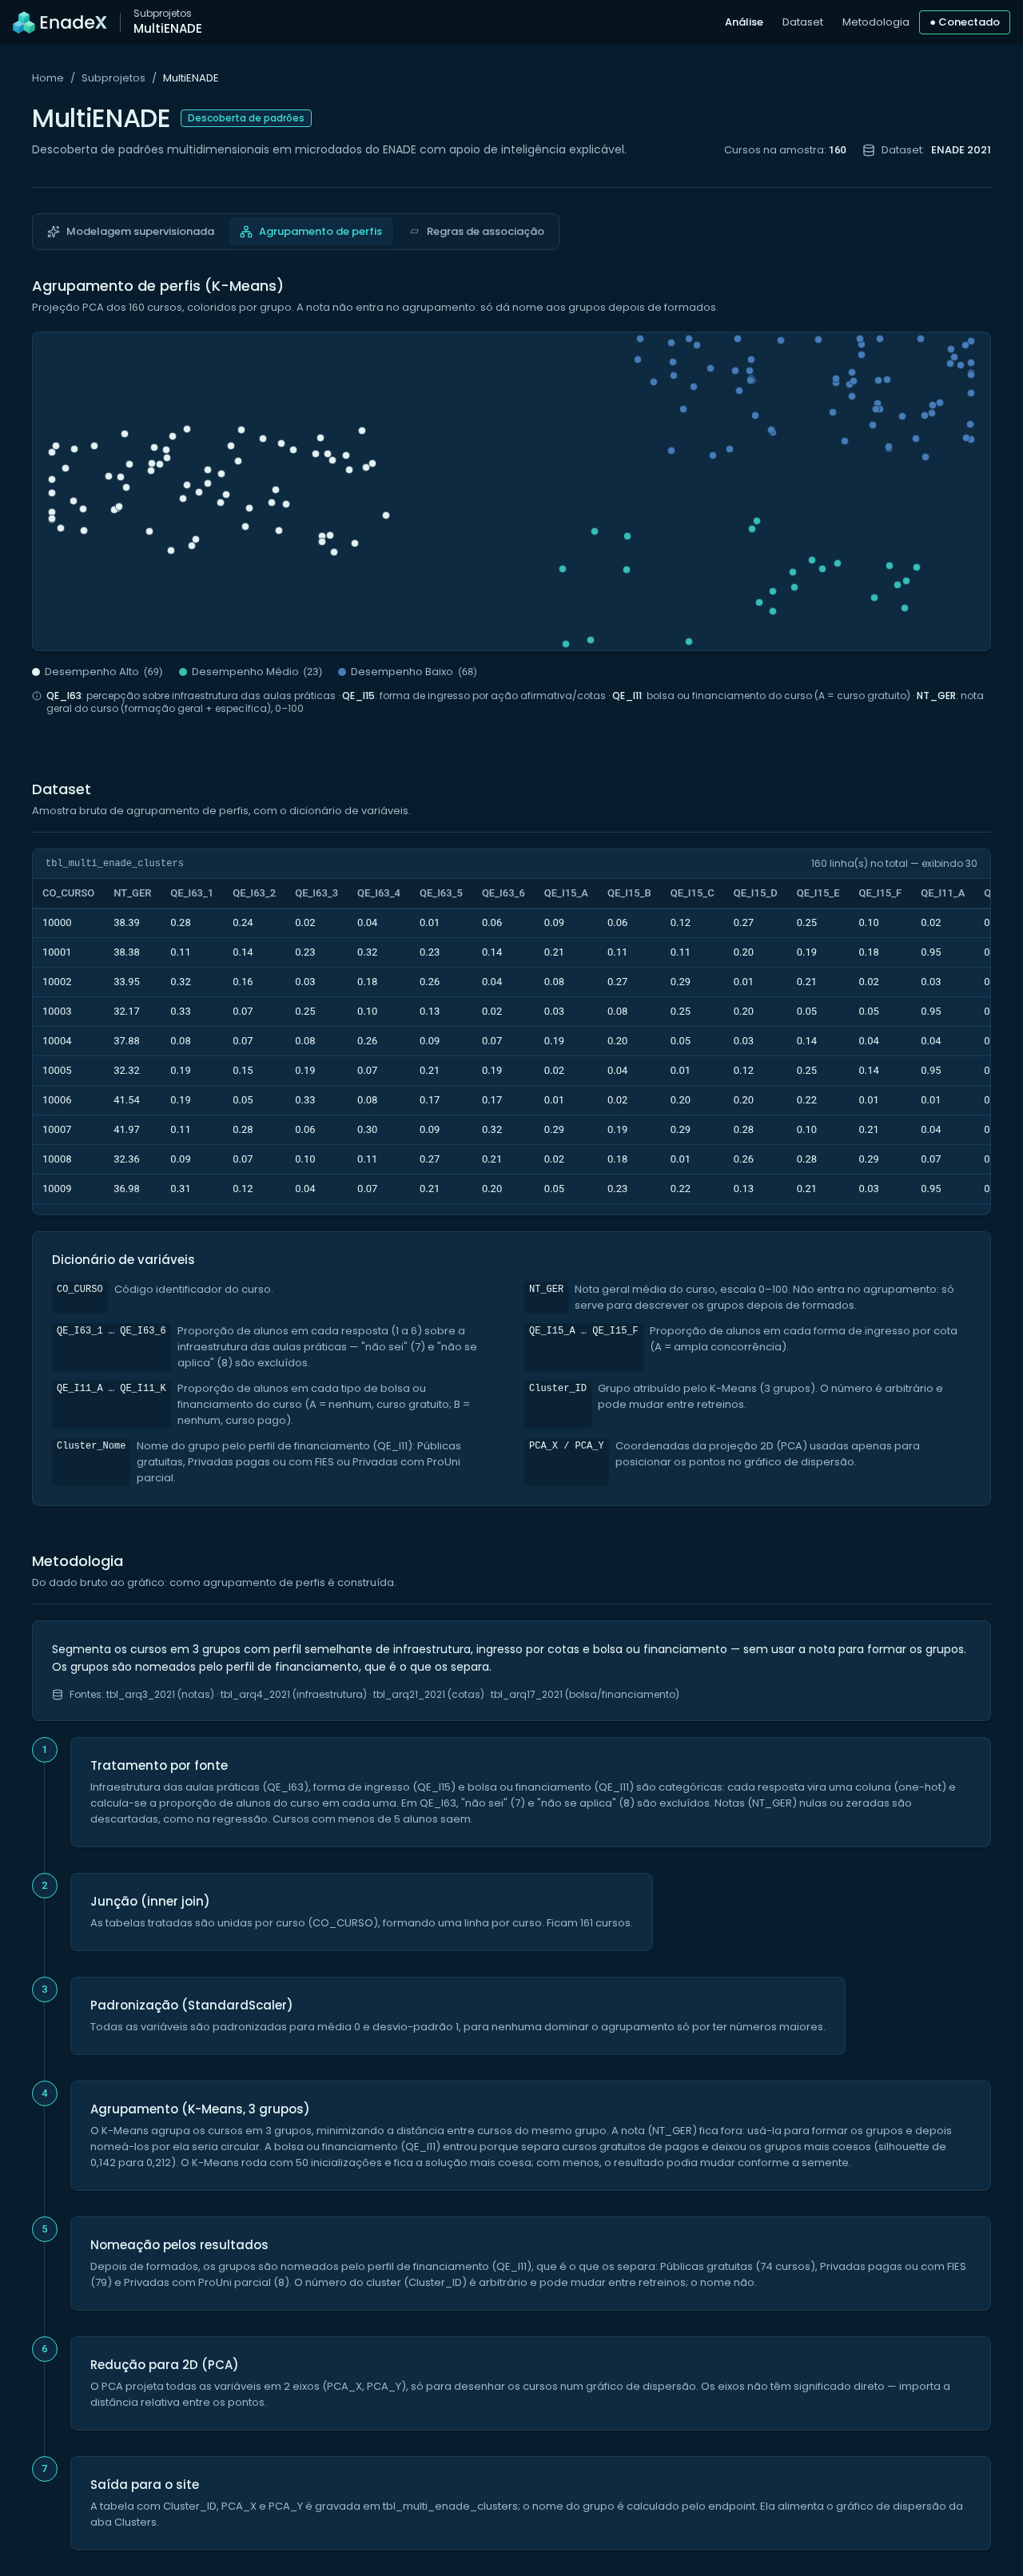 EnadeX
Subprojetos
MultiENADE
Análise
Dataset
Metodologia
● Conectado
Home / Subprojetos / MultiENADE
MultiENADE
Descoberta de padrões
Descoberta de padrões multidimensionais em microdados do ENADE com apoio de inteligência explicável.
Cursos na amostra: 160
Dataset: ENADE 2021
Modelagem supervisionada
Agrupamento de perfis
Regras de associação
Agrupamento de perfis (K-Means)
Projeção PCA dos 160 cursos, coloridos por grupo. A nota não entra no agrupamento: só dá nome aos grupos depois de formados.
Desempenho Alto (69)
Desempenho Médio (23)
Desempenho Baixo (68)
QE_I63: percepção sobre infraestrutura das aulas práticas · QE_I15: forma de ingresso por ação afirmativa/cotas · QE_I11: bolsa ou financiamento do curso (A = curso gratuito) · NT_GER: nota
geral do curso (formação geral + específica), 0–100
Dataset
Amostra bruta de agrupamento de perfis, com o dicionário de variáveis.
tbl_multi_enade_clusters
160 linha(s) no total — exibindo 30
CO_CURSO NT_GER QE_I63_1 QE_I63_2 QE_I63_3 QE_I63_4 QE_I63_5 QE_I63_6 QE_I15_A QE_I15_B QE_I15_C QE_I15_D QE_I15_E QE_I15_F QE_I11_A Q
10000 38.39 0.28 0.24 0.02 0.04 0.01 0.06 0.09 0.06 0.12 0.27 0.25 0.10 0.02 0
10001 38.38 0.11 0.14 0.23 0.32 0.23 0.14 0.21 0.11 0.11 0.20 0.19 0.18 0.95 0
10002 33.95 0.32 0.16 0.03 0.18 0.26 0.04 0.08 0.27 0.29 0.01 0.21 0.02 0.03 0
10003 32.17 0.33 0.07 0.25 0.10 0.13 0.02 0.03 0.08 0.25 0.20 0.05 0.05 0.95 0
10004 37.88 0.08 0.07 0.08 0.26 0.09 0.07 0.19 0.20 0.05 0.03 0.14 0.04 0.04 0
10005 32.32 0.19 0.15 0.19 0.07 0.21 0.19 0.02 0.04 0.01 0.12 0.25 0.14 0.95 0
10006 41.54 0.19 0.05 0.33 0.08 0.17 0.17 0.01 0.02 0.20 0.20 0.22 0.01 0.01 0
10007 41.97 0.11 0.28 0.06 0.30 0.09 0.32 0.29 0.19 0.29 0.28 0.10 0.21 0.04 0
10008 32.36 0.09 0.07 0.10 0.11 0.27 0.21 0.02 0.18 0.01 0.26 0.28 0.29 0.07 0
10009 36.98 0.31 0.12 0.04 0.07 0.21 0.20 0.05 0.23 0.22 0.13 0.21 0.03 0.95 0
Dicionário de variáveis
CO_CURSO Código identificador do curso.
NT_GER Nota geral média do curso, escala 0–100. Não entra no agrupamento: só
serve para descrever os grupos depois de formados.
QE_I63_1 … QE_I63_6 Proporção de alunos em cada resposta (1 a 6) sobre a
infraestrutura das aulas práticas — "não sei" (7) e "não se
aplica" (8) são excluídos.
QE_I15_A … QE_I15_F Proporção de alunos em cada forma de ingresso por cota
(A = ampla concorrência).
QE_I11_A … QE_I11_K Proporção de alunos em cada tipo de bolsa ou
financiamento do curso (A = nenhum, curso gratuito; B =
nenhum, curso pago).
Cluster_ID Grupo atribuído pelo K-Means (3 grupos). O número é arbitrário e
pode mudar entre retreinos.
Cluster_Nome Nome do grupo pelo perfil de financiamento (QE_I11): Públicas
gratuitas, Privadas pagas ou com FIES ou Privadas com ProUni
parcial.
PCA_X / PCA_Y Coordenadas da projeção 2D (PCA) usadas apenas para
posicionar os pontos no gráfico de dispersão.
Metodologia
Do dado bruto ao gráfico: como agrupamento de perfis é construída.
Segmenta os cursos em 3 grupos com perfil semelhante de infraestrutura, ingresso por cotas e bolsa ou financiamento — sem usar a nota para formar os grupos.
Os grupos são nomeados pelo perfil de financiamento, que é o que os separa.
Fontes: tbl_arq3_2021 (notas) · tbl_arq4_2021 (infraestrutura) · tbl_arq21_2021 (cotas) · tbl_arq17_2021 (bolsa/financiamento)
1
Tratamento por fonte
Infraestrutura das aulas práticas (QE_I63), forma de ingresso (QE_I15) e bolsa ou financiamento (QE_I11) são categóricas: cada resposta vira uma coluna (one-hot) e
calcula-se a proporção de alunos do curso em cada uma. Em QE_I63, "não sei" (7) e "não se aplica" (8) são excluídos. Notas (NT_GER) nulas ou zeradas são
descartadas, como na regressão. Cursos com menos de 5 alunos saem.
2
Junção (inner join)
As tabelas tratadas são unidas por curso (CO_CURSO), formando uma linha por curso. Ficam 161 cursos.
3
Padronização (StandardScaler)
Todas as variáveis são padronizadas para média 0 e desvio-padrão 1, para nenhuma dominar o agrupamento só por ter números maiores.
4
Agrupamento (K-Means, 3 grupos)
O K-Means agrupa os cursos em 3 grupos, minimizando a distância entre cursos do mesmo grupo. A nota (NT_GER) fica fora: usá-la para formar os grupos e depois
nomeá-los por ela seria circular. A bolsa ou financiamento (QE_I11) entrou porque separa cursos gratuitos de pagos e deixou os grupos mais coesos (silhouette de
0,142 para 0,212). O K-Means roda com 50 inicializações e fica a solução mais coesa; com menos, o resultado podia mudar conforme a semente.
5
Nomeação pelos resultados
Depois de formados, os grupos são nomeados pelo perfil de financiamento (QE_I11), que é o que os separa: Públicas gratuitas (74 cursos), Privadas pagas ou com FIES
(79) e Privadas com ProUni parcial (8). O número do cluster (Cluster_ID) é arbitrário e pode mudar entre retreinos; o nome não.
6
Redução para 2D (PCA)
O PCA projeta todas as variáveis em 2 eixos (PCA_X, PCA_Y), só para desenhar os cursos num gráfico de dispersão. Os eixos não têm significado direto — importa a
distância relativa entre os pontos.
7
Saída para o site
A tabela com Cluster_ID, PCA_X e PCA_Y é gravada em tbl_multi_enade_clusters; o nome do grupo é calculado pelo endpoint. Ela alimenta o gráfico de dispersão da
aba Clusters.